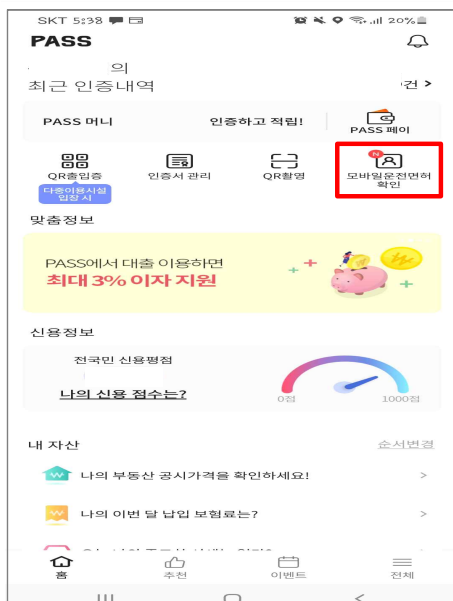 SKT 5:38 20%
PASS
의
최근 인증내역 건 >
PASS 머니 인증하고 적립! PASS 페이
N
QR출입증 인증서 관리 QR촬영 모바일운전면허
확인
다중이용시설
입장 시
맞춤정보
PASS에서 대출 이용하면
최대 3% 이자 지원
신용정보
전국민 신용평점
나의 신용 점수는?
0점 1000점
내 자산 순서변경
나의 부동산 공시가격을 확인하세요! >
나의 이번 달 납입 보험료는? >
홈 추천 이벤트 전체